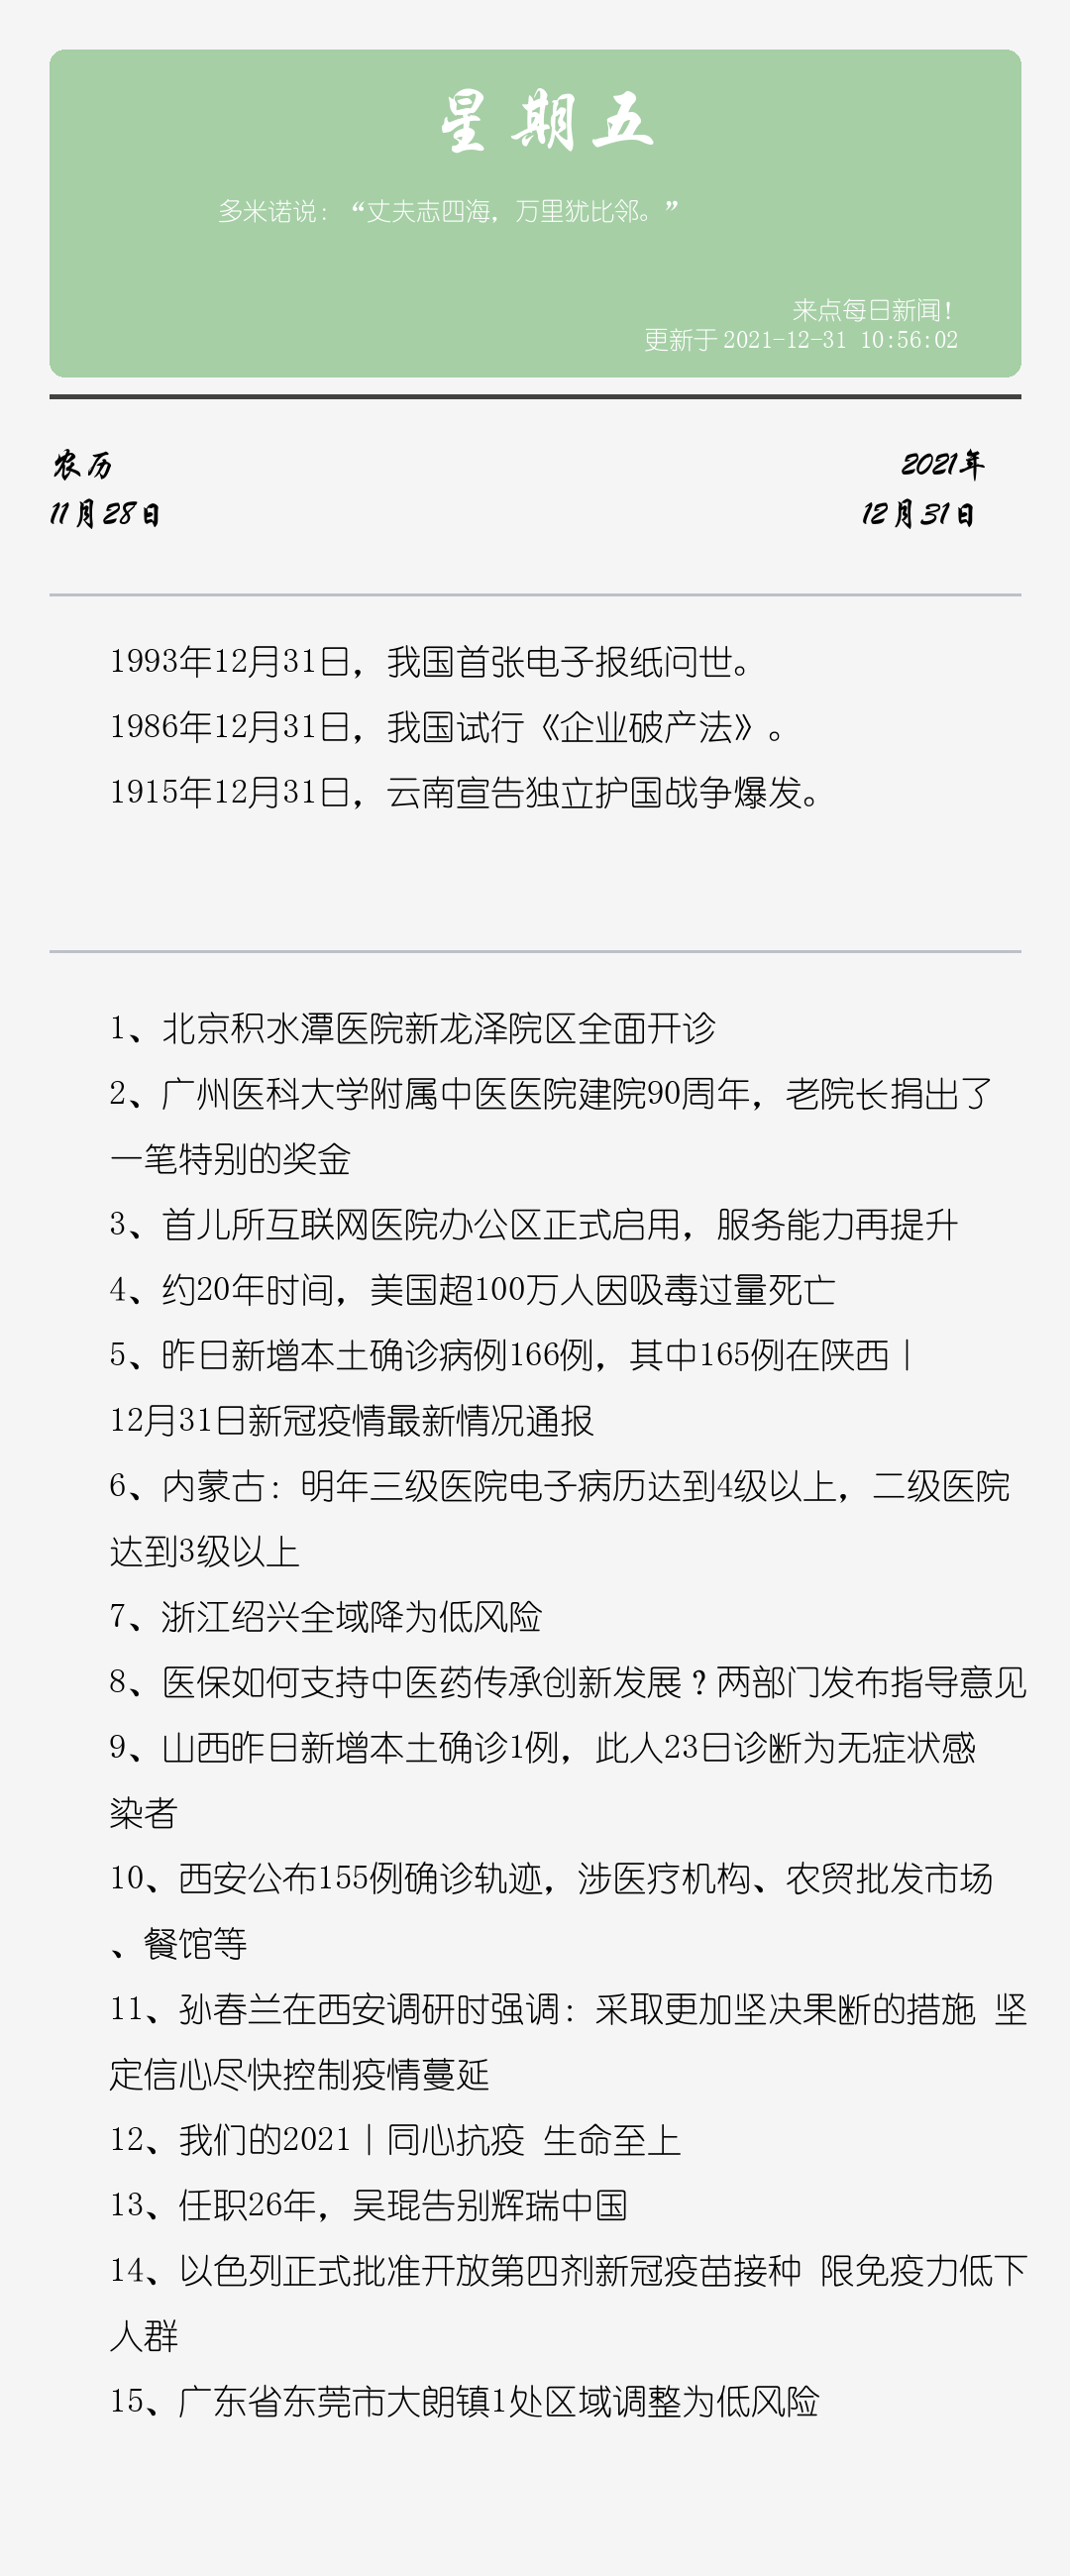 星期五
多米诺说：“丈夫志四海，万里犹比邻。”
来点每日新闻！
更新于 2021-12-31 10:56:02
农历
2021年
11月28日
12月31日
1993年12月31日，我国首张电子报纸问世。
1986年12月31日，我国试行《企业破产法》。
1915年12月31日，云南宣告独立护国战争爆发。
1、北京积水潭医院新龙泽院区全面开诊
2、广州医科大学附属中医医院建院90周年，老院长捐出了
一笔特别的奖金
3、首儿所互联网医院办公区正式启用，服务能力再提升
4、约20年时间，美国超100万人因吸毒过量死亡
5、昨日新增本土确诊病例166例，其中165例在陕西｜
12月31日新冠疫情最新情况通报
6、内蒙古：明年三级医院电子病历达到4级以上，二级医院
达到3级以上
7、浙江绍兴全域降为低风险
8、医保如何支持中医药传承创新发展？两部门发布指导意见
9、山西昨日新增本土确诊1例，此人23日诊断为无症状感
染者
10、西安公布155例确诊轨迹，涉医疗机构、农贸批发市场
、餐馆等
11、孙春兰在西安调研时强调：采取更加坚决果断的措施 坚
定信心尽快控制疫情蔓延
12、我们的2021｜同心抗疫 生命至上
13、任职26年，吴琨告别辉瑞中国
14、以色列正式批准开放第四剂新冠疫苗接种 限免疫力低下
人群
15、广东省东莞市大朗镇1处区域调整为低风险